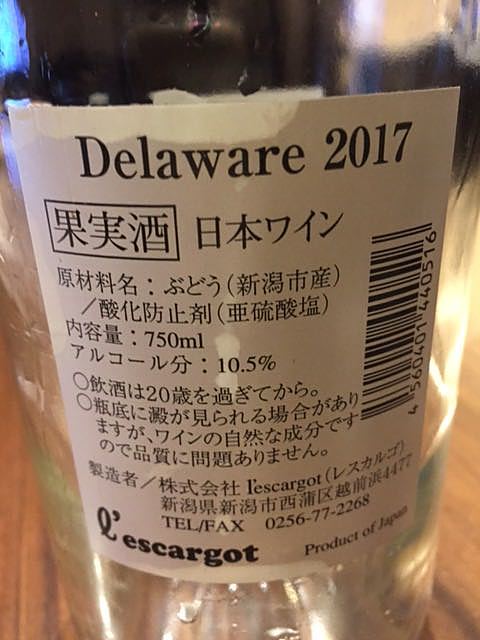 Delaware 2017
果実酒 日本ワイン
原材料名：ぶどう（新潟市産）
／酸化防止剤（亜硫酸塩）
内容量：750ml
アルコール分：10.5%
○飲酒は20歳を過ぎてから。
○瓶底に澱が見られる場合があり
ますが、ワインの自然な成分です
ので品質に問題ありません。
製造者／株式会社 l'escargot（レスカルゴ）
新潟県新潟市西蒲区越前浜4477
TEL/FAX 0256-77-2268
l'escargot
Product of Japan
4 560401 440516